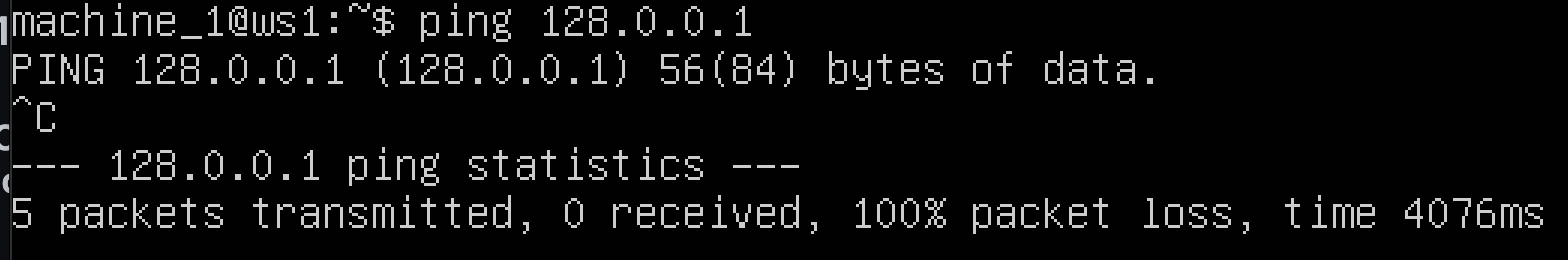 machine_1@ws1:~$ ping 128.0.0.1
PING 128.0.0.1 (128.0.0.1) 56(84) bytes of data.
^C
--- 128.0.0.1 ping statistics ---
5 packets transmitted, 0 received, 100% packet loss, time 4076ms